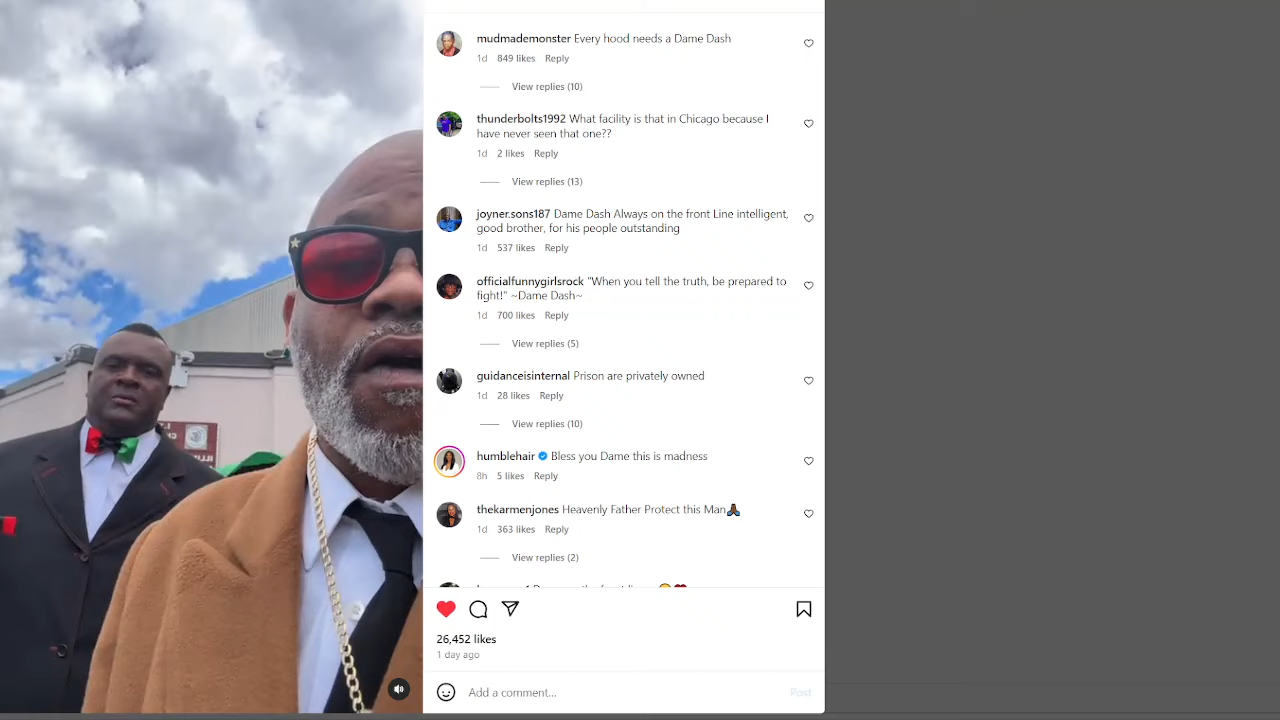 mudmademonster Every hood needs a Dame Dash
1d 849 likes Reply
View replies (10)
thunderbolts1992 What facility is that in Chicago because I
have never seen that one??
1d 2 likes Reply
View replies (13)
joyner.sons187 Dame Dash Always on the front Line intelligent,
good brother, for his people outstanding
1d 537 likes Reply
officialfunnygirlsrock "When you tell the truth, be prepared to
fight!" ~Dame Dash~
1d 700 likes Reply
View replies (5)
guidanceisinternal Prison are privately owned
1d 28 likes Reply
View replies (10)
humblehair Bless you Dame this is madness
8h 5 likes Reply
thekarmenjones Heavenly Father Protect this Man🙏🏾
1d 363 likes Reply
View replies (2)
26,452 likes
1 day ago
Add a comment...
Post